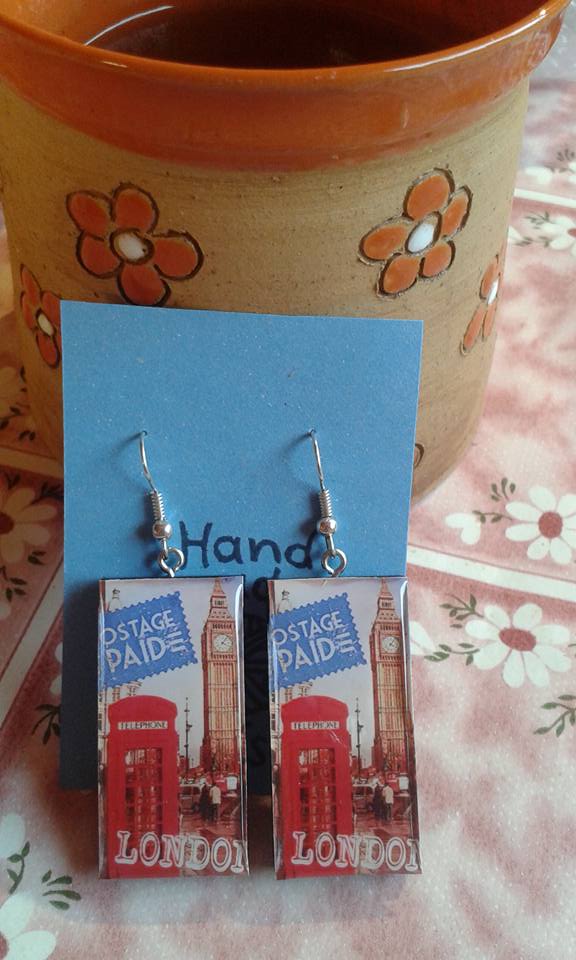 Hand
OSTAGE
PAID
TELEPHONE
LONDON
OSTAGE
PAID
TELEPHONE
LONDON